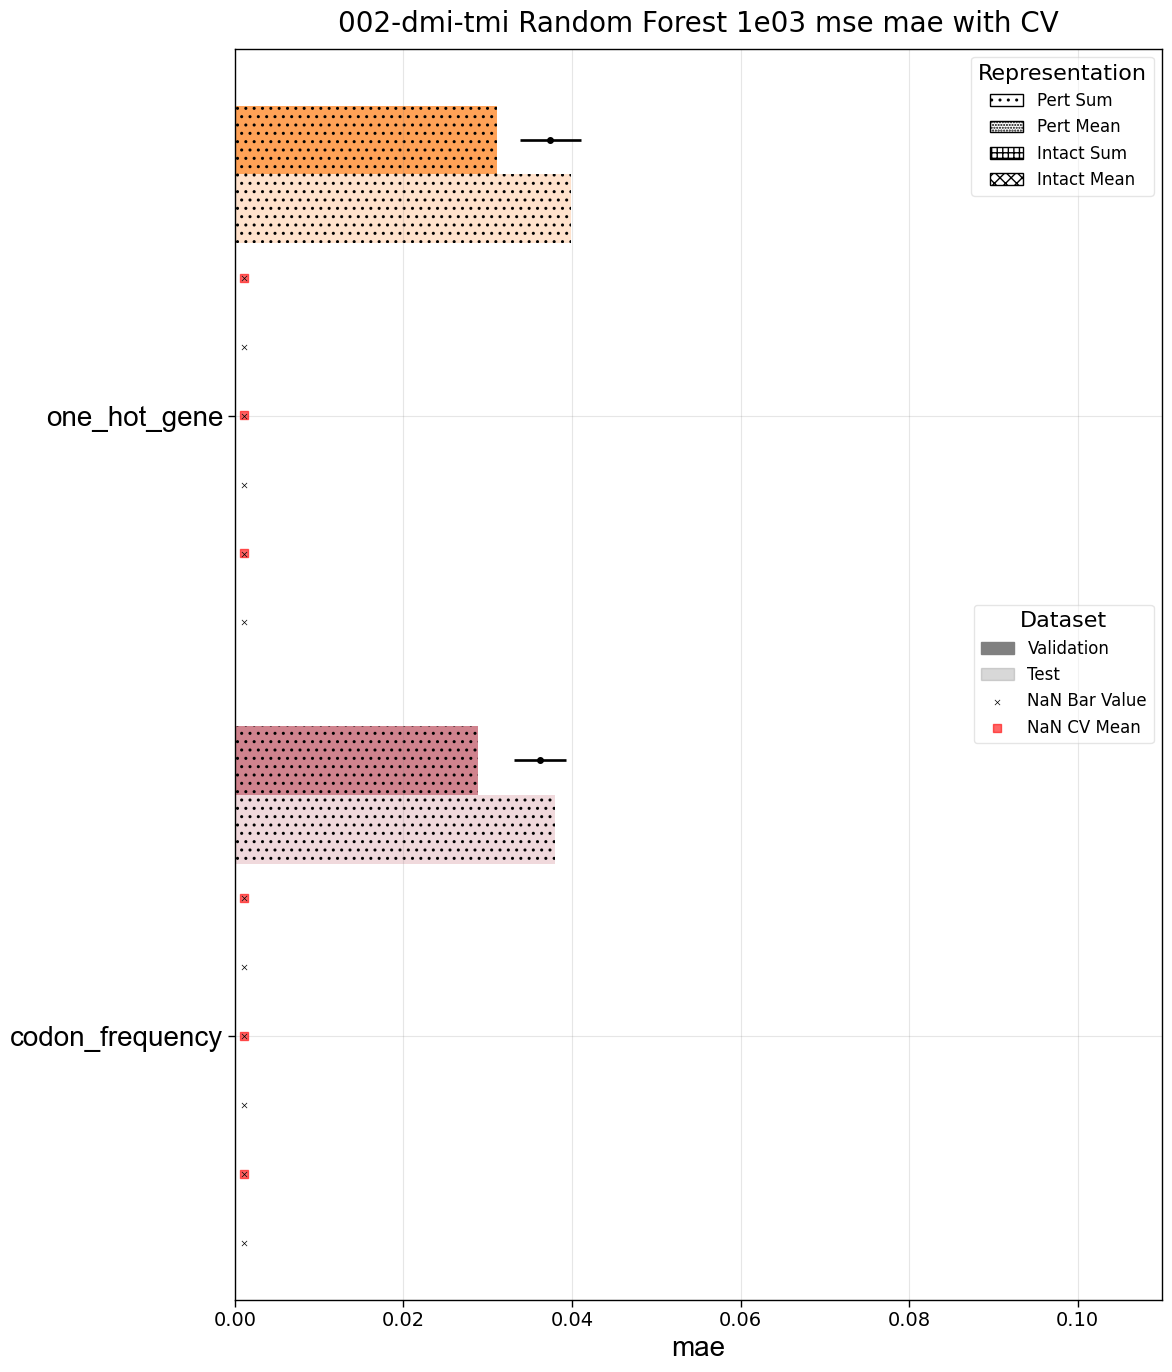 002-dmi-tmi Random Forest 1e03 mse mae with CV
Representation
Pert Sum
Pert Mean
Intact Sum
Intact Mean
one_hot_gene
Dataset
Validation
Test
NaN Bar Value
NaN CV Mean
codon_frequency
0.00 0.02 0.04 0.06 0.08 0.10
mae